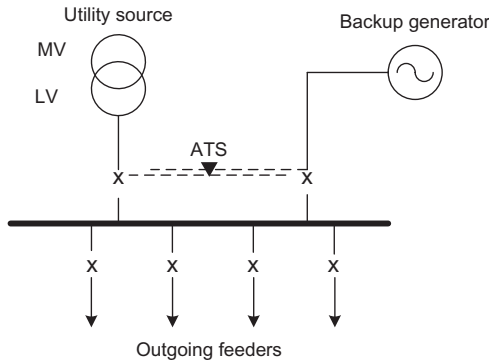 Utility source
Backup generator
MV
LV
ATS
x
x
x
x
x
x
Outgoing feeders